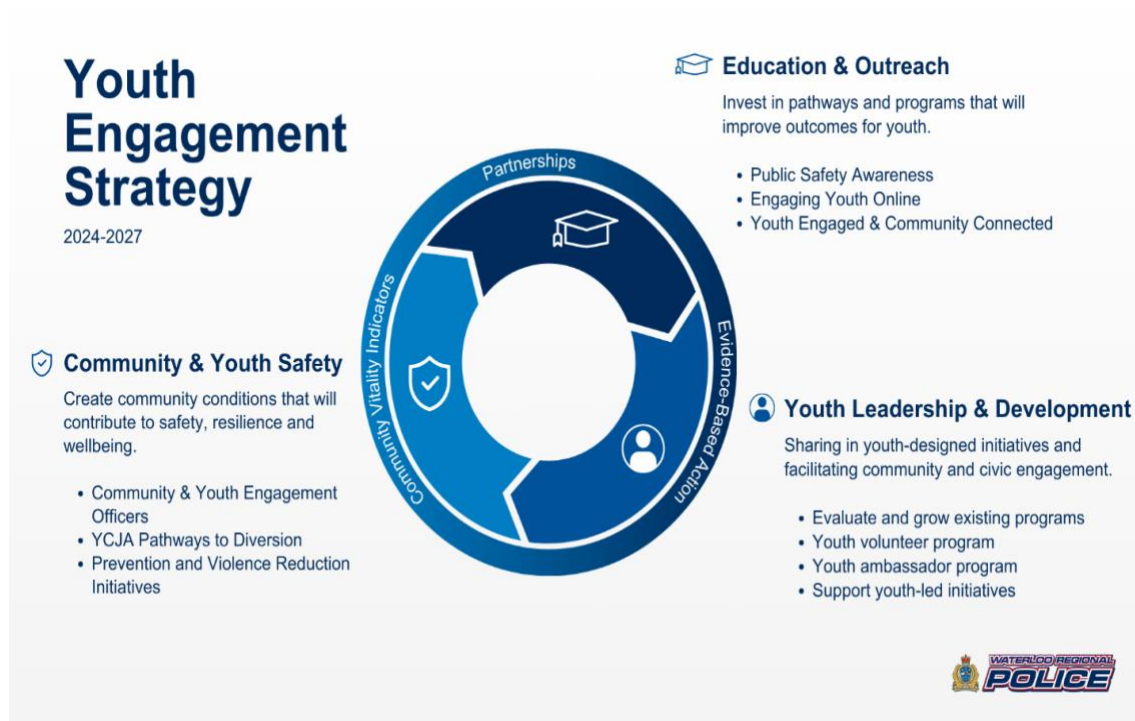 Youth
Engagement
Strategy
2024-2027
Education & Outreach
Invest in pathways and programs that will
improve outcomes for youth.
• Public Safety Awareness
• Engaging Youth Online
• Youth Engaged & Community Connected
Partnerships
Evidence-Based Action
Community Vitality Indicators
Community & Youth Safety
Create community conditions that will
contribute to safety, resilience and
wellbeing.
• Community & Youth Engagement
Officers
• YCJA Pathways to Diversion
• Prevention and Violence Reduction
Initiatives
Youth Leadership & Development
Sharing in youth-designed initiatives and
facilitating community and civic engagement.
• Evaluate and grow existing programs
• Youth volunteer program
• Youth ambassador program
• Support youth-led initiatives
WATERLOO REGIONAL
POLICE